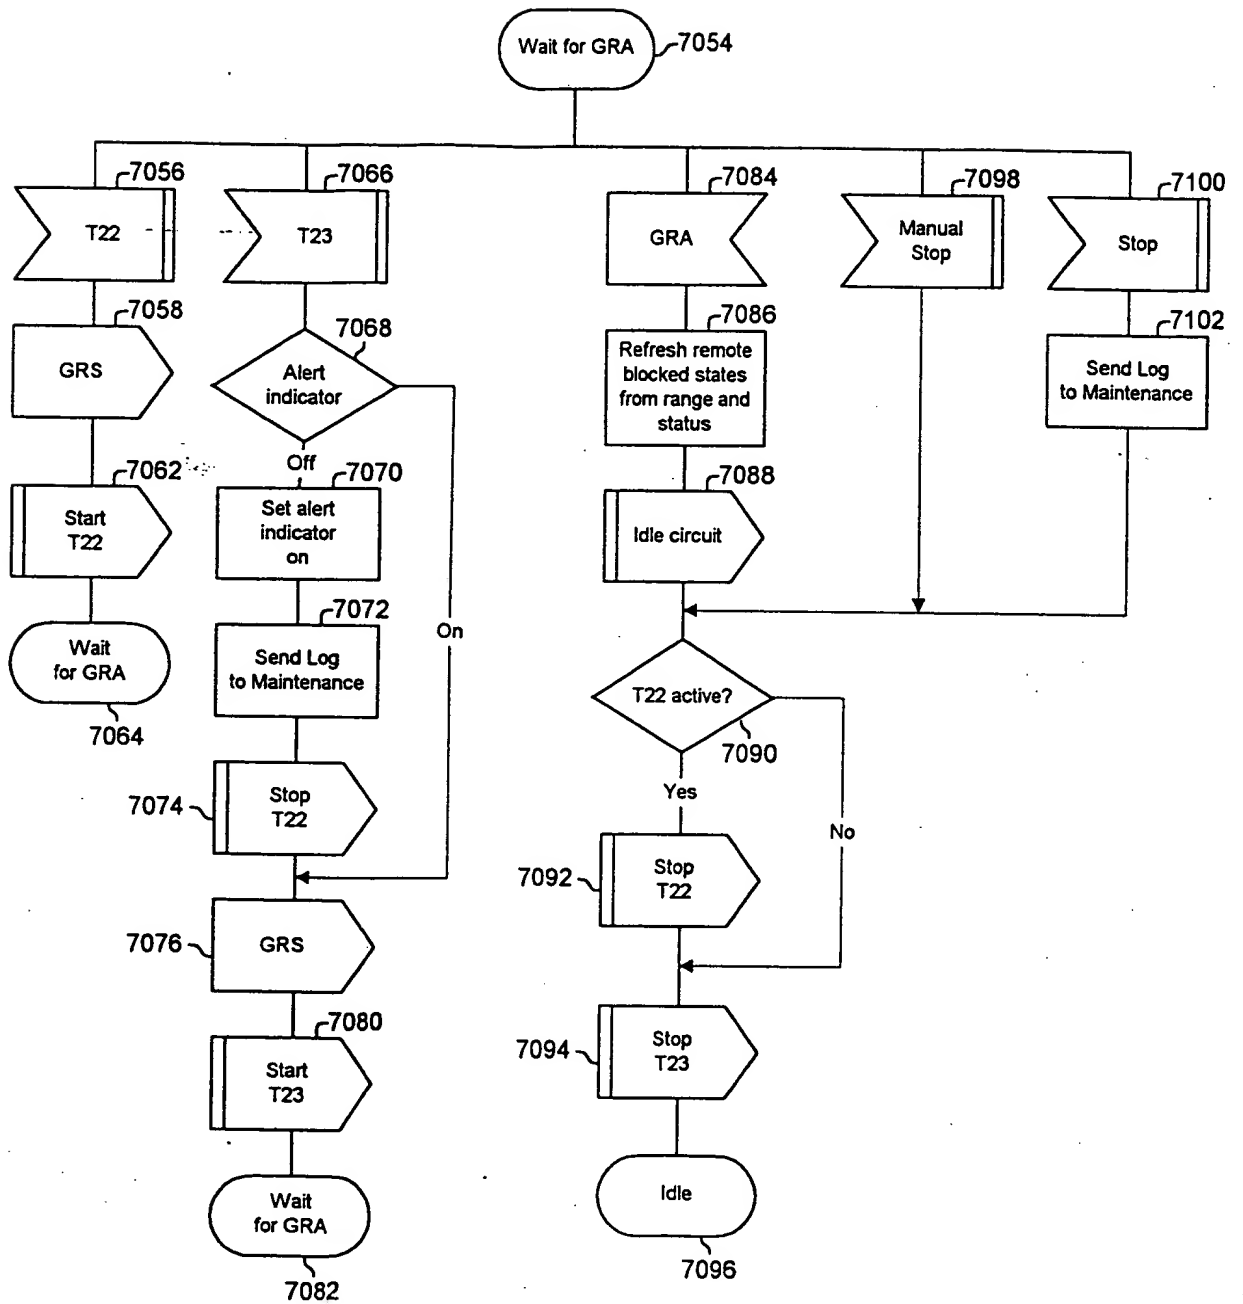 Wait for GRA
7054
7056
T22
7058
GRS
7062
Start
T22
Wait
for GRA
7064
7066
T23
7068
Alert
indicator
Off
On
7070
Set alert
indicator
on
7072
Send Log
to Maintenance
7074
Stop
T22
7076
GRS
7080
Start
T23
Wait
for GRA
7082
7084
GRA
7086
Refresh remote
blocked states
from range and
status
7088
Idle circuit
T22 active?
7090
Yes
No
7092
Stop
T22
7094
Stop
T23
Idle
7096
7098
Manual
Stop
7100
Stop
7102
Send Log
to Maintenance